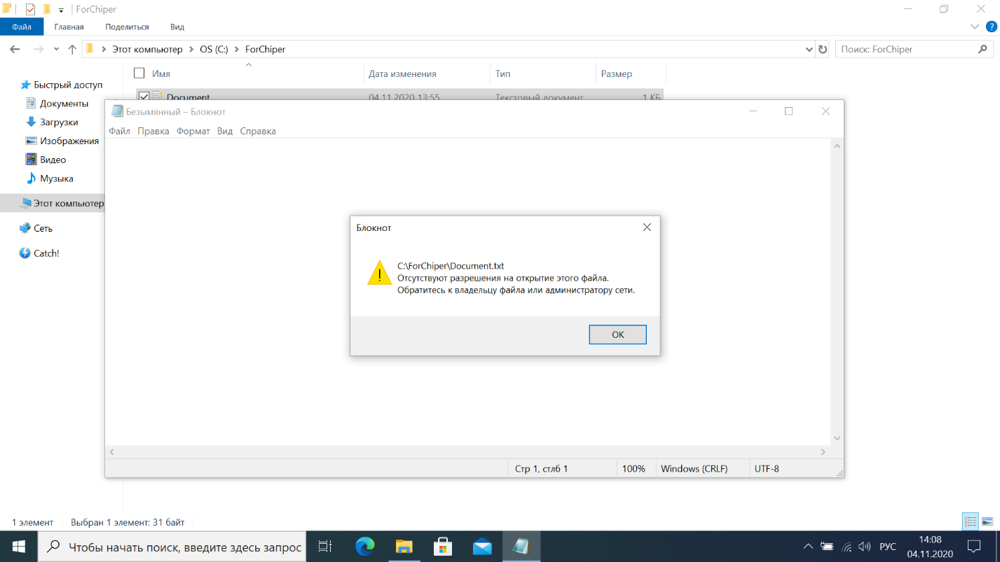 ForChiper
Файл Главная Поделиться Вид
Этот компьютер > OS (C:) > ForChiper
Поиск: ForChiper
Имя Дата изменения Тип Размер
Быстрый доступ
Document 04.11.2020 13:55 Текстовый документ 1 КБ
Документы
Загрузки
Изображения
Видео
Музыка
Этот компьютер
Сеть
Catch!
Безымянный – Блокнот
Файл Правка Формат Вид Справка
Блокнот
C:\ForChiper\Document.txt
Отсутствуют разрешения на открытие этого файла.
Обратитесь к владельцу файла или администратору сети.
ОК
Стр 1, стлб 1 100% Windows (CRLF) UTF-8
1 элемент Выбран 1 элемент: 31 байт
Чтобы начать поиск, введите здесь запрос
РУС
14:08
04.11.2020